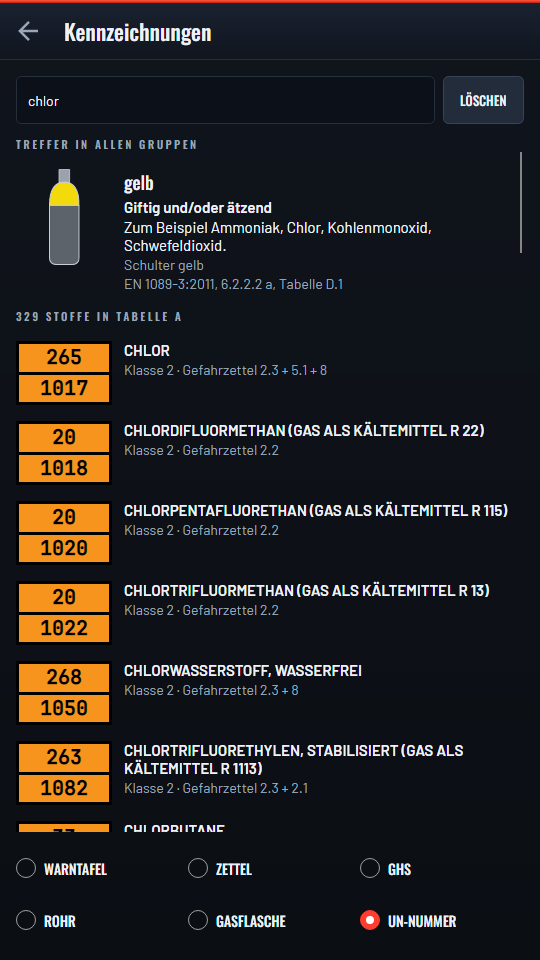 Kennzeichnungen
chlor
LÖSCHEN
TREFFER IN ALLEN GRUPPEN
gelb
Giftig und/oder ätzend
Zum Beispiel Ammoniak, Chlor, Kohlenmonoxid,
Schwefeldioxid.
Schulter gelb
EN 1089-3:2011, 6.2.2.2 a, Tabelle D.1
329 STOFFE IN TABELLE A
265
1017
CHLOR
Klasse 2 · Gefahrzettel 2.3 + 5.1 + 8
20
1018
CHLORDIFLUORMETHAN (GAS ALS KÄLTEMITTEL R 22)
Klasse 2 · Gefahrzettel 2.2
20
1020
CHLORPENTAFLUORETHAN (GAS ALS KÄLTEMITTEL R 115)
Klasse 2 · Gefahrzettel 2.2
20
1022
CHLORTRIFLUORMETHAN (GAS ALS KÄLTEMITTEL R 13)
Klasse 2 · Gefahrzettel 2.2
268
1050
CHLORWASSERSTOFF, WASSERFREI
Klasse 2 · Gefahrzettel 2.3 + 8
263
1082
CHLORTRIFLUORETHYLEN, STABILISIERT (GAS ALS
KÄLTEMITTEL R 1113)
Klasse 2 · Gefahrzettel 2.3 + 2.1
CHLORBUTANE
WARNTAFEL
ZETTEL
GHS
ROHR
GASFLASCHE
UN-NUMMER